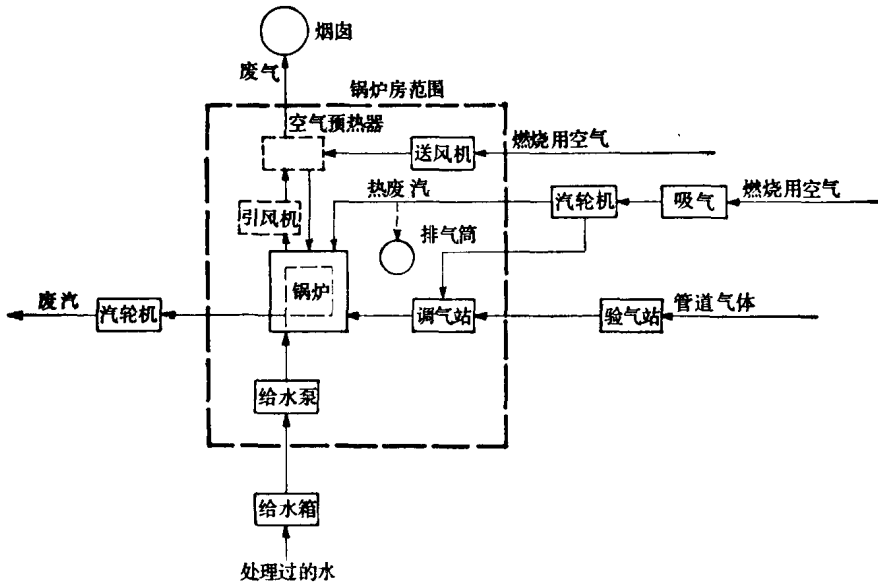 烟囱
废气
锅炉房范围
空气预热器
送风机
燃烧用空气
热废汽
汽轮机
吸气
燃烧用空气
引风机
排气筒
锅炉
废汽
汽轮机
调气站
验气站
管道气体
给水泵
给水箱
处理过的水